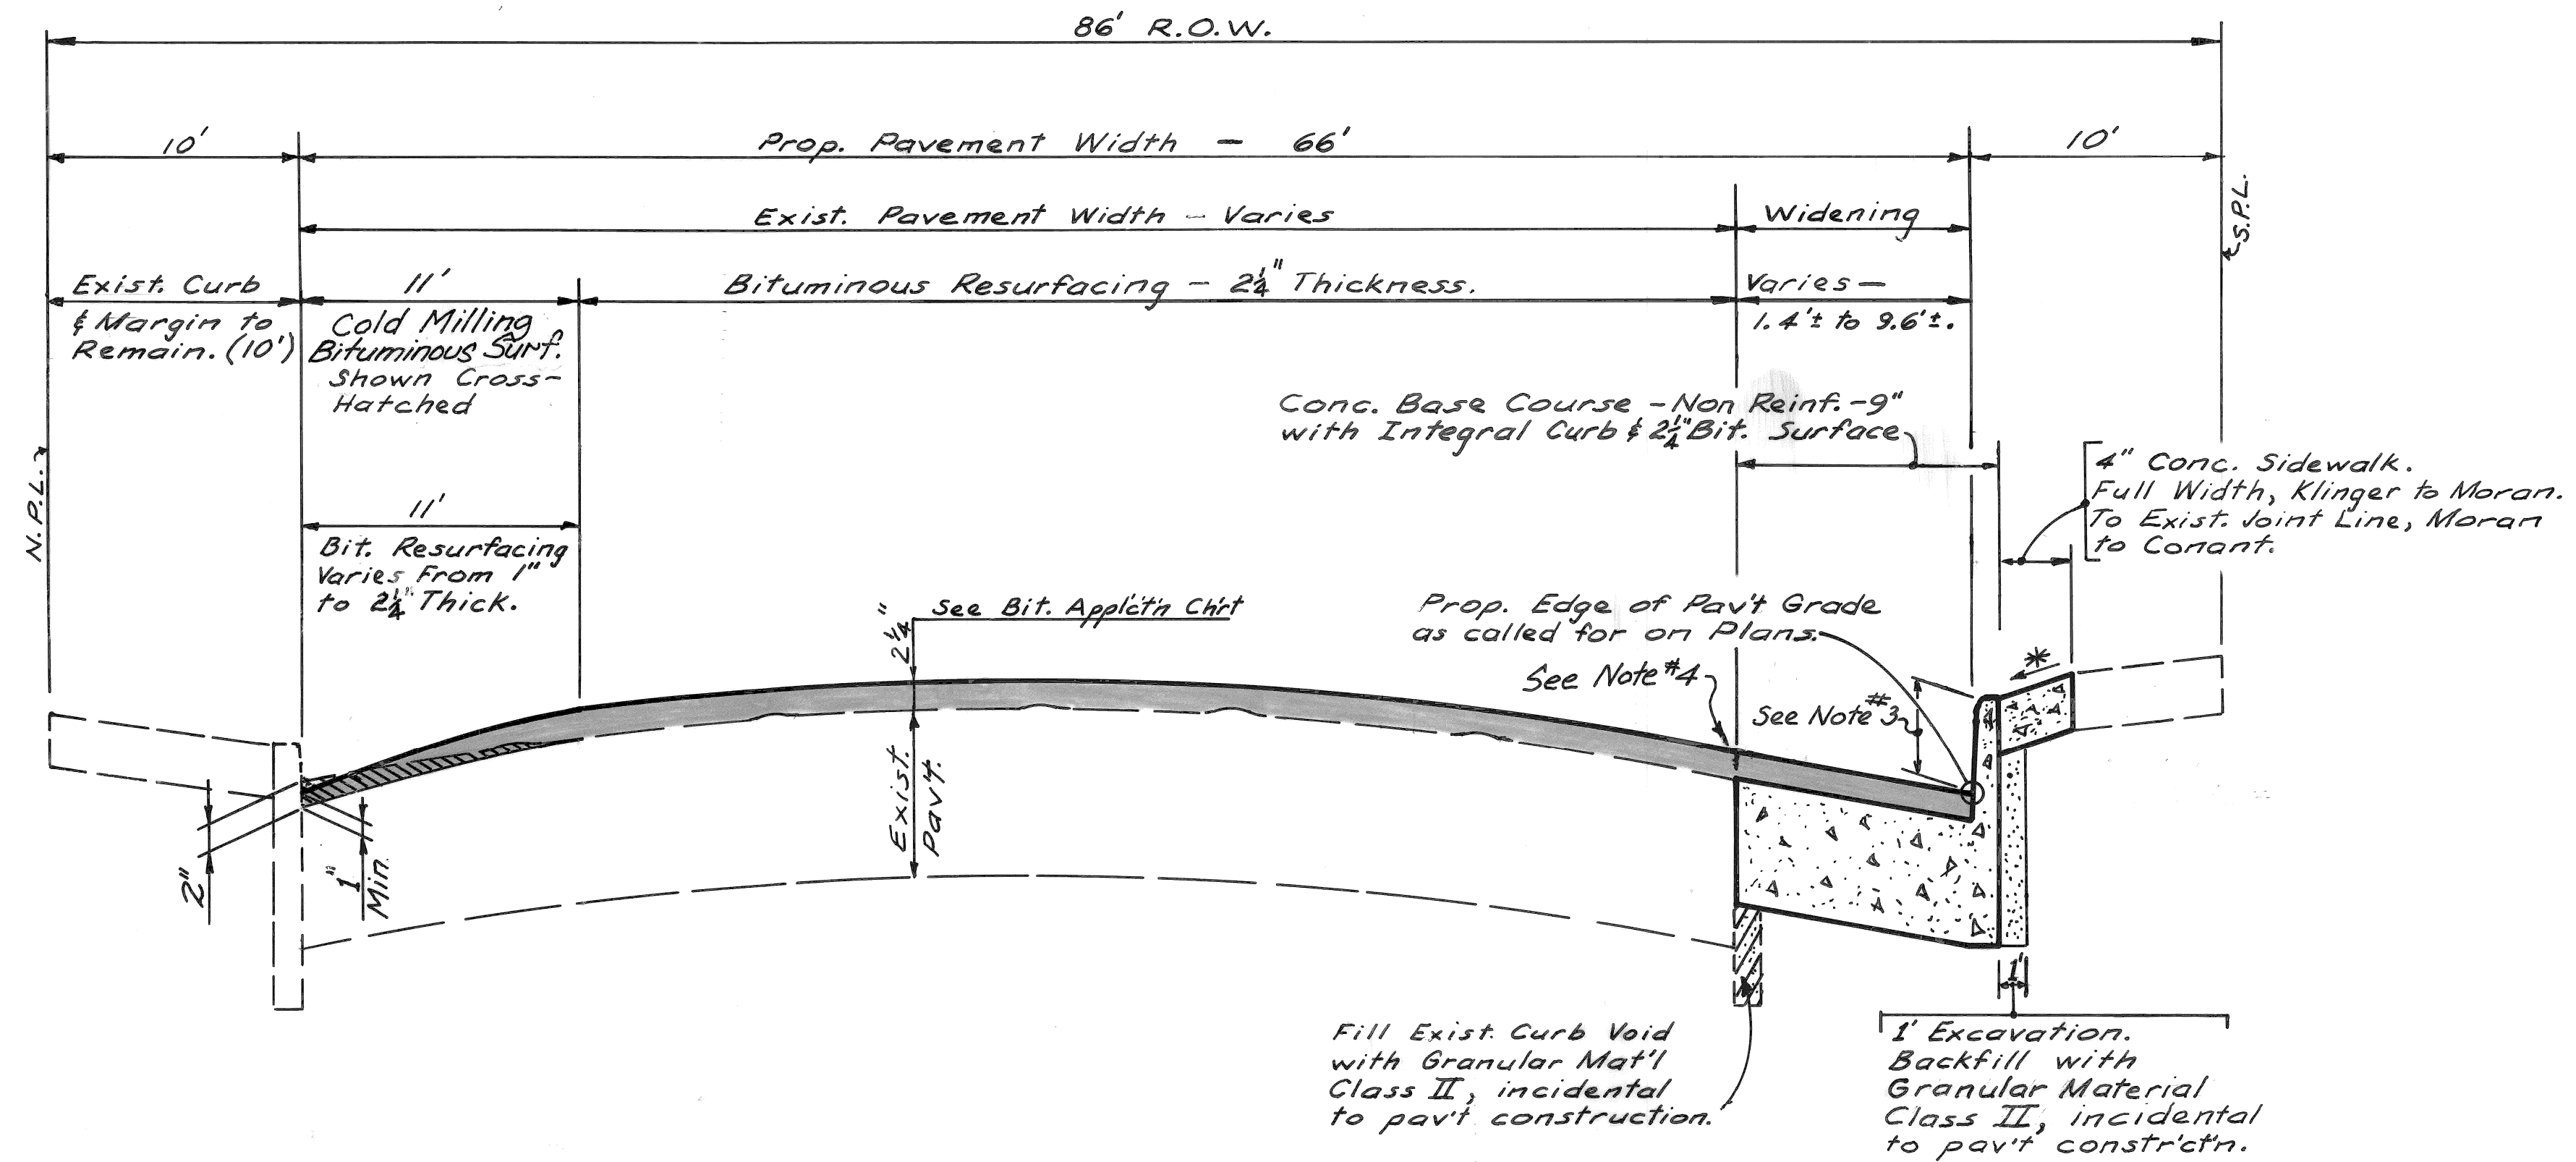 86' R.O.W.
10'
Prop. Pavement Width - 66'
10'
Exist. Pavement Width - Varies
Widening
S.P.L.
Exist. Curb
& Margin to
Remain. (10')
11'
Cold Milling
Bituminous Surf.
Shown Cross-
Hatched
Bituminous Resurfacing - 2¼" Thickness.
Varies -
1.4'± to 9.6'±.
Conc. Base Course - Non Reinf. - 9"
with Integral Curb & 2¼" Bit. Surface
N.P.L.
4" Conc. Sidewalk.
Full Width, Klinger to Moran.
To Exist. Joint Line, Moran
to Conant.
11'
Bit. Resurfacing
Varies From 1"
to 2¼" Thick.
2¼"
See Bit. Applct'n Ch'rt
Prop. Edge of Pav't Grade
as called for on Plans.
See Note #4
*
See Note #3
Exist.
Pav't.
2"
1"
Min.
1'
Fill Exist. Curb Void
with Granular Mat'l
Class II, incidental
to pav't construction.
1' Excavation.
Backfill with
Granular Material
Class II, incidental
to pav't constr'ct'n.